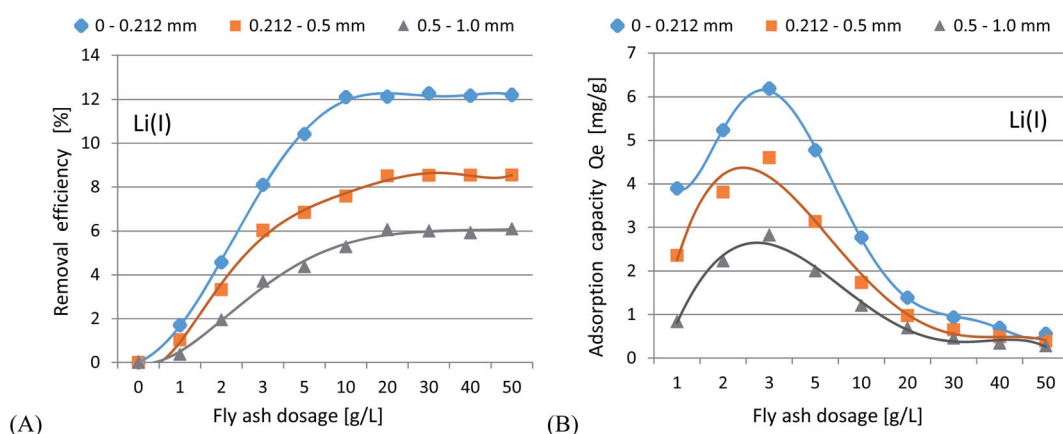 0 - 0.212 mm 0.212 - 0.5 mm 0.5 - 1.0 mm
14
12
10
8
6
4
2
0
Removal efficiency [%]
Li(I)
0 1 2 3 5 10 20 30 40 50
Fly ash dosage [g/L]
(A)
0 - 0.212 mm 0.212 - 0.5 mm 0.5 - 1.0 mm
7
6
5
4
3
2
1
0
Adsorption capacity Qe [mg/g]
Li(I)
1 2 3 5 10 20 30 40 50
Fly ash dosage [g/L]
(B)